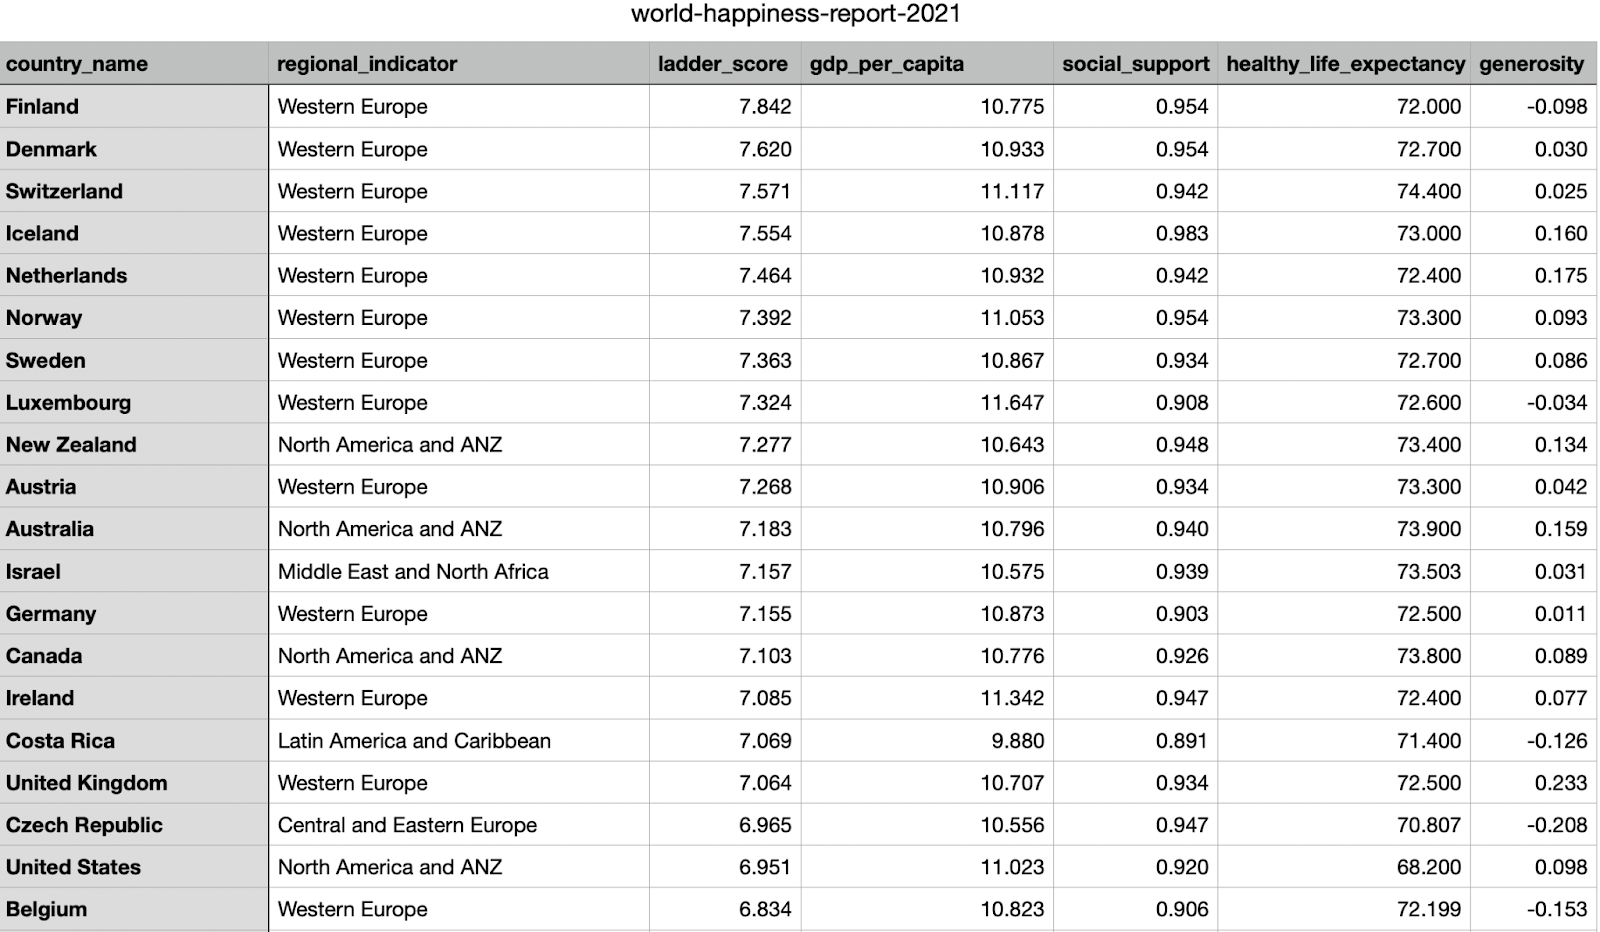 world-happiness-report-2021
country_name regional_indicator ladder_score gdp_per_capita social_support healthy_life_expectancy generosity
Finland Western Europe 7.842 10.775 0.954 72.000 -0.098
Denmark Western Europe 7.620 10.933 0.954 72.700 0.030
Switzerland Western Europe 7.571 11.117 0.942 74.400 0.025
Iceland Western Europe 7.554 10.878 0.983 73.000 0.160
Netherlands Western Europe 7.464 10.932 0.942 72.400 0.175
Norway Western Europe 7.392 11.053 0.954 73.300 0.093
Sweden Western Europe 7.363 10.867 0.934 72.700 0.086
Luxembourg Western Europe 7.324 11.647 0.908 72.600 -0.034
New Zealand North America and ANZ 7.277 10.643 0.948 73.400 0.134
Austria Western Europe 7.268 10.906 0.934 73.300 0.042
Australia North America and ANZ 7.183 10.796 0.940 73.900 0.159
Israel Middle East and North Africa 7.157 10.575 0.939 73.503 0.031
Germany Western Europe 7.155 10.873 0.903 72.500 0.011
Canada North America and ANZ 7.103 10.776 0.926 73.800 0.089
Ireland Western Europe 7.085 11.342 0.947 72.400 0.077
Costa Rica Latin America and Caribbean 7.069 9.880 0.891 71.400 -0.126
United Kingdom Western Europe 7.064 10.707 0.934 72.500 0.233
Czech Republic Central and Eastern Europe 6.965 10.556 0.947 70.807 -0.208
United States North America and ANZ 6.951 11.023 0.920 68.200 0.098
Belgium Western Europe 6.834 10.823 0.906 72.199 -0.153